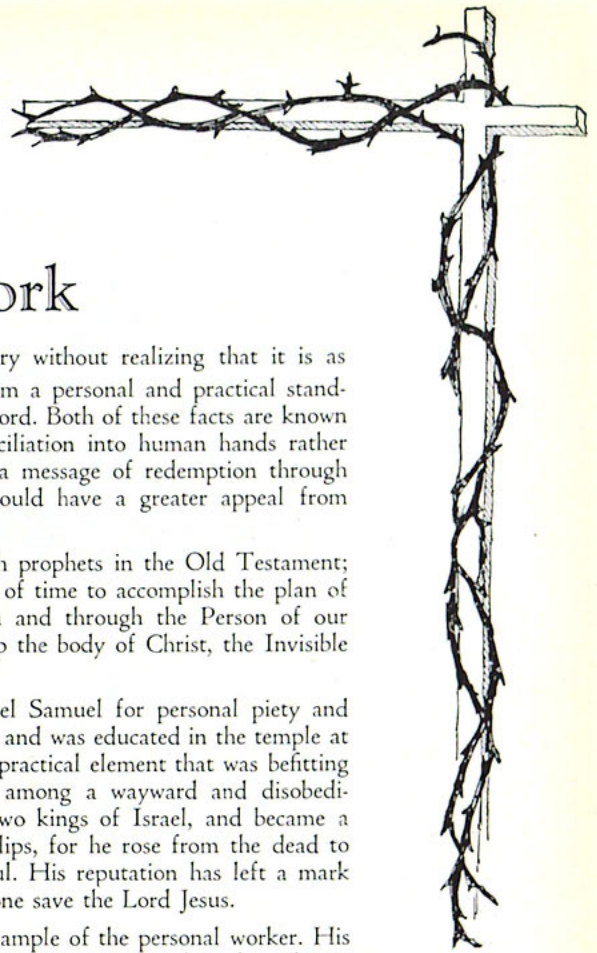 ork
ry without realizing that it is as
m a personal and practical stand-
ord. Both of these facts are known
ciliation into human hands rather
a message of redemption through
ould have a greater appeal from
n prophets in the Old Testament;
of time to accomplish the plan of
and through the Person of our
o the body of Christ, the Invisible
el Samuel for personal piety and
and was educated in the temple at
practical element that was befitting
among a wayward and disobedi-
wo kings of Israel, and became a
lips, for he rose from the dead to
ul. His reputation has left a mark
one save the Lord Jesus.
ample of the personal worker. His